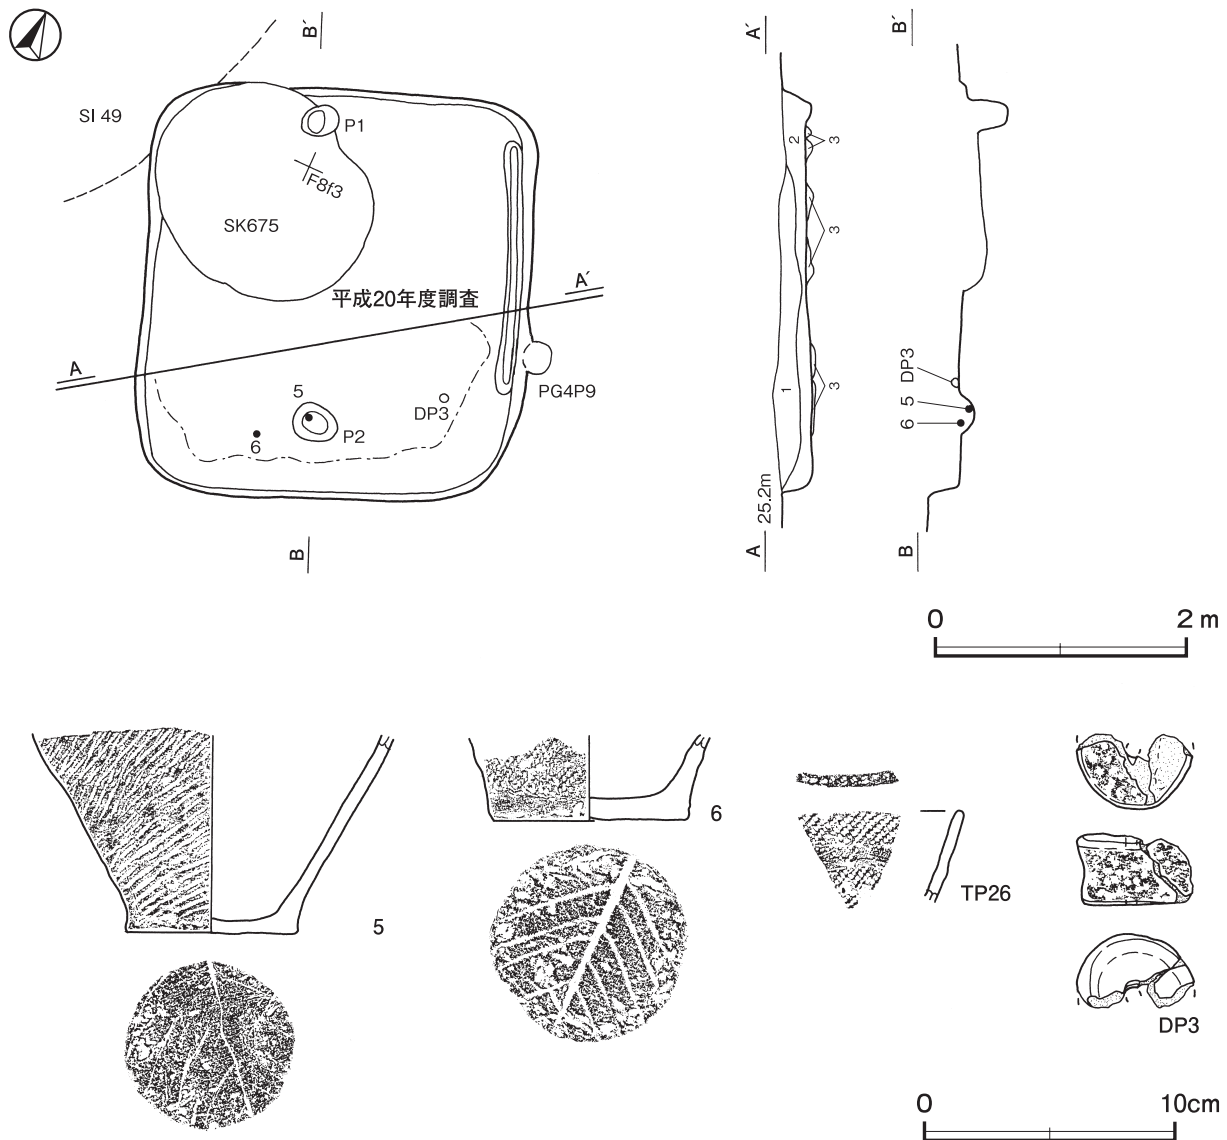 B´
SI 49
P1
F8f3
SK675
A´
平成20年度調査
A
5
DP3
PG4P9
6
P2
B
A´
2
3
3
1
3
25.2m
A
B´
DP3
5
6
B
0 2 m
5
6
TP26
DP3
0 10cm